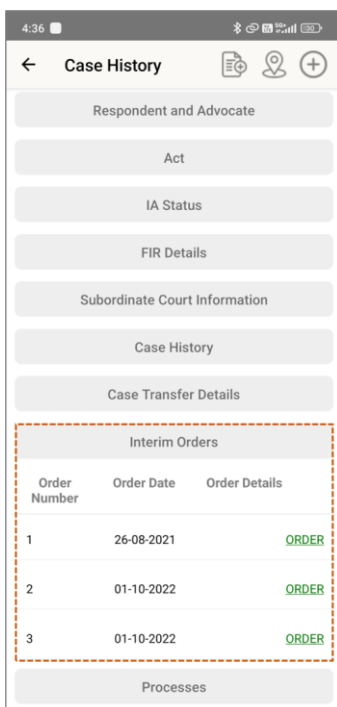 4:36
Case History
Respondent and Advocate
Act
IA Status
FIR Details
Subordinate Court Information
Case History
Case Transfer Details
Interim Orders
Order Number Order Date Order Details
1 26-08-2021 ORDER
2 01-10-2022 ORDER
3 01-10-2022 ORDER
Processes